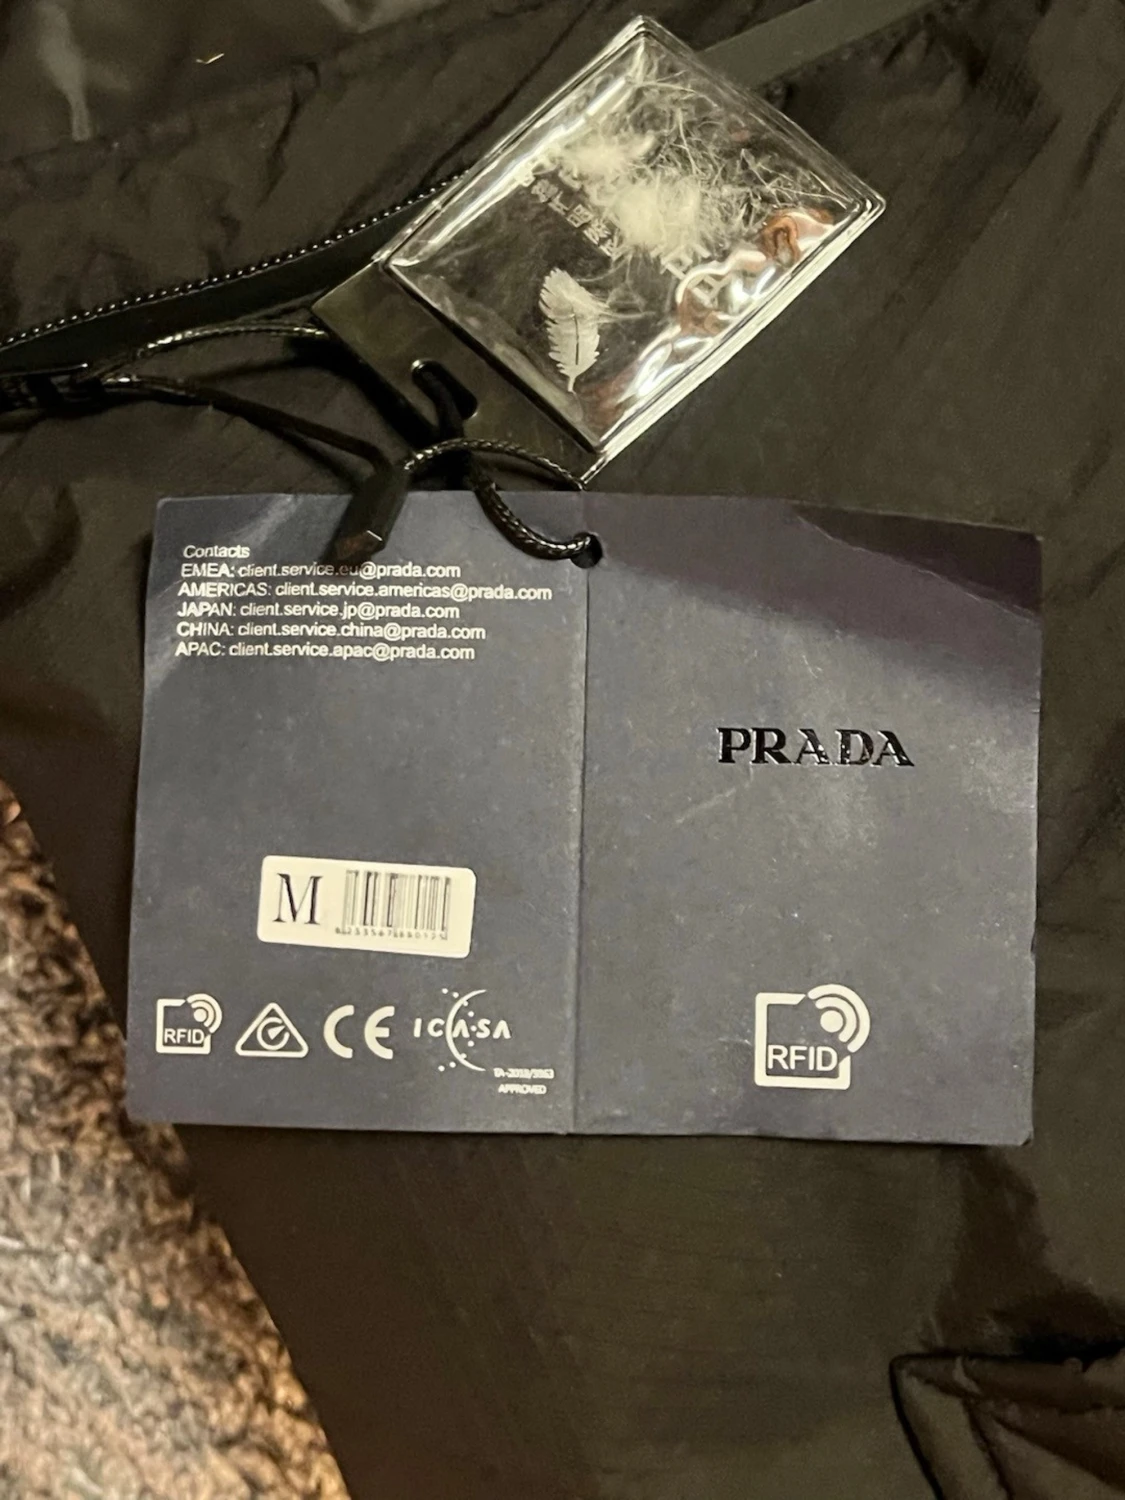 Contacts
EMEA: client.service.eu@prada.com
AMERICAS: client.service.americas@prada.com
JAPAN: client.service.jp@prada.com
CHINA: client.service.china@prada.com
APAC: client.service.apac@prada.com
PRADA
M
RFID
CE
ICASA
APPROVED
RFID